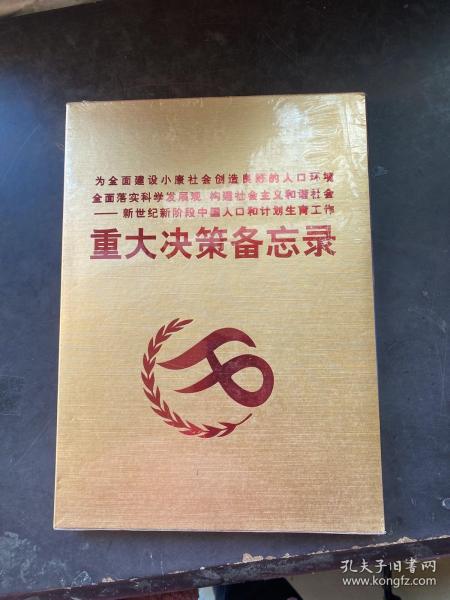 为全面建设小康社会创造良好的人口环境
全面落实科学发展观 构建社会主义和谐社会
——新世纪新阶段中国人口和计划生育工作
重大决策备忘录
孔夫子旧书网
www.kongfz.com